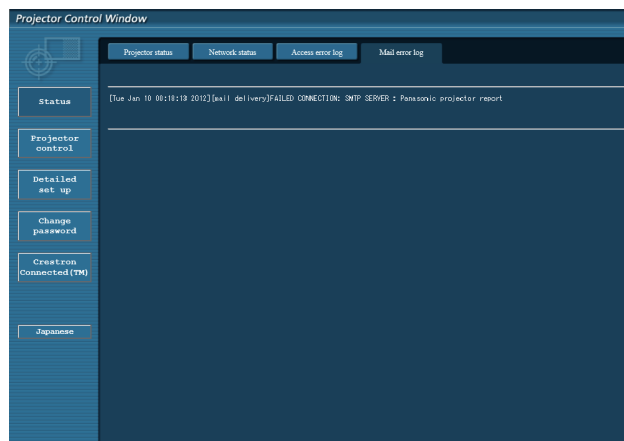 Projector Control Window
Projector status
Network status
Access error log
Mail error log
[Tue Jan 10 00:18:13 2012][mail delivery]FAILED CONNECTION: SMTP SERVER : Panasonic projector report
Status
Projector
control
Detailed
set up
Change
password
Crestron
Connected(TM)
Japanese